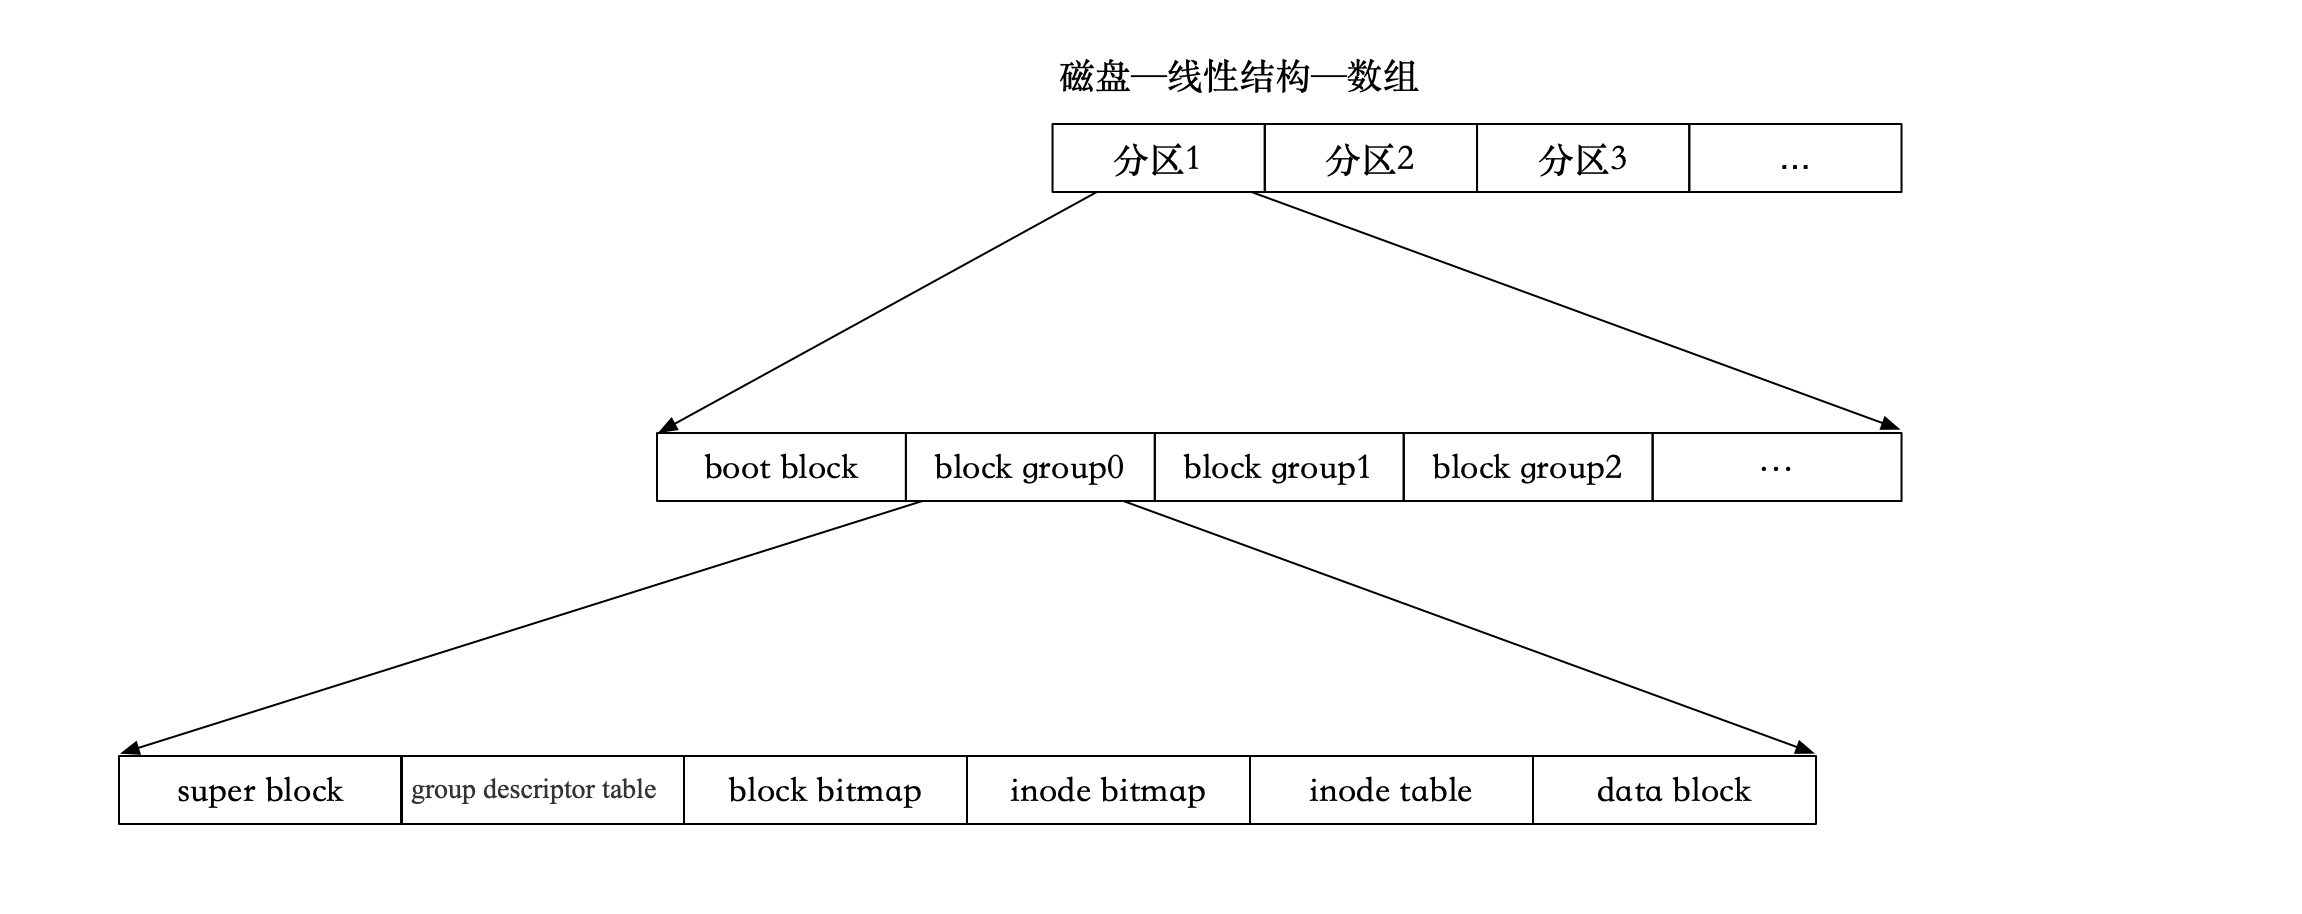 磁盘—线性结构—数组
分区1 分区2 分区3 ...
boot block block group0 block group1 block group2 ...
super block group descriptor table block bitmap inode bitmap inode table data block